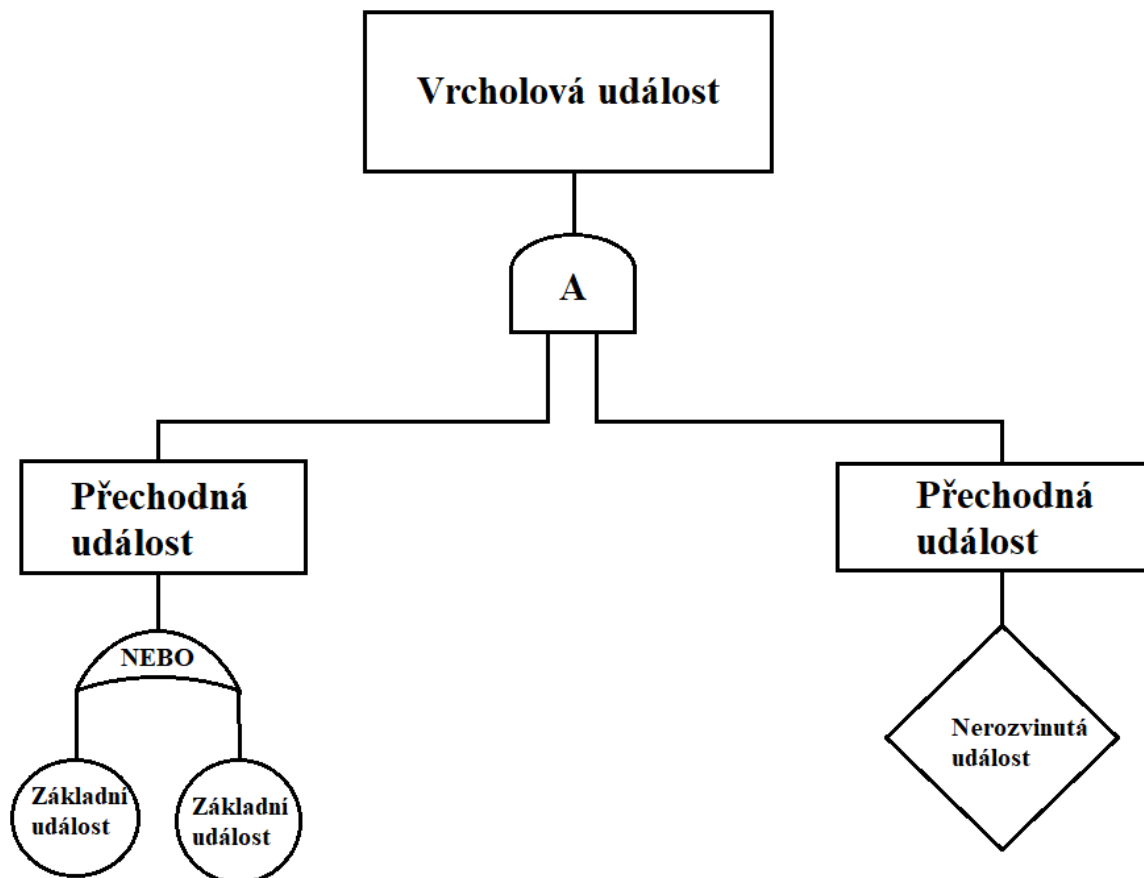 Vrcholová událost
A
Přechodná
událost
Přechodná
událost
NEBO
Nerozvinutá
událost
Základní
událost
Základní
událost